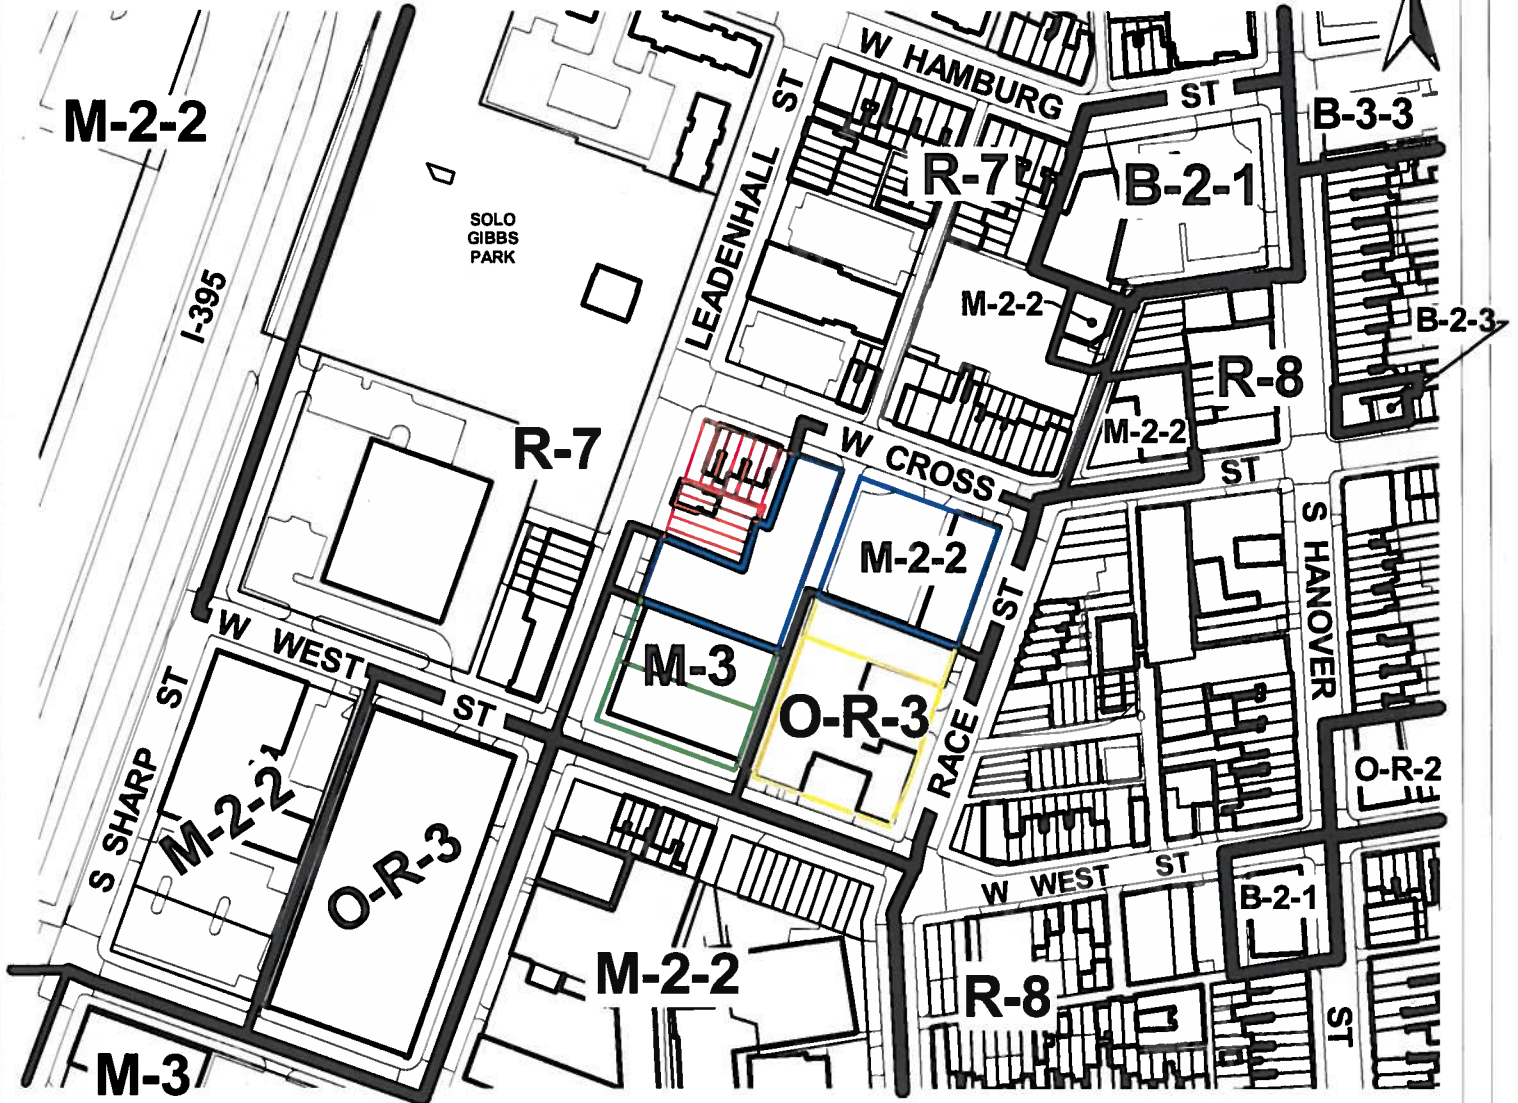 W HAMBURG
ST
B-3-3
M-2-2
ST
LEADENHALL
R-7
B-2-1
SOLO
GIBBS
PARK
I-395
M-2-2
B-2-3
R-8
M-2-2
R-7
W CROSS
ST
S HANOVER
M-2-2
ST
W WEST
ST
M-3
O-R-3
RACE
S SHARP
ST
O-R-2
M-2-2
O-R-3
W WEST ST
B-2-1
M-2-2
R-8
ST
M-3